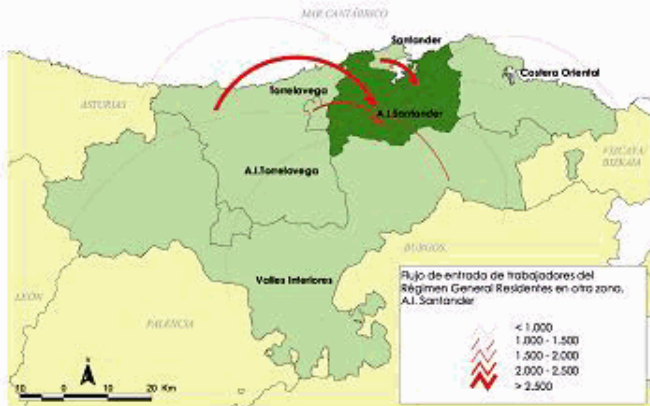 MAR CANTÁBRICO
Santander
Costera Oriental
Torrelavega
ASTURIAS
A.I.Santander
VIZCAYA/
BIZKAIA
A.I.Torrelavega
BURGOS
Valles Interiores
LEÓN
PALENCIA
Flujo de entrada de trabajadores del
Régimen General Residentes en otra zona.
A.I. Santander
< 1.000
1.000 - 1.500
1.500 - 2.000
2.000 - 2.500
> 2.500
N
10 0 10 20 Km